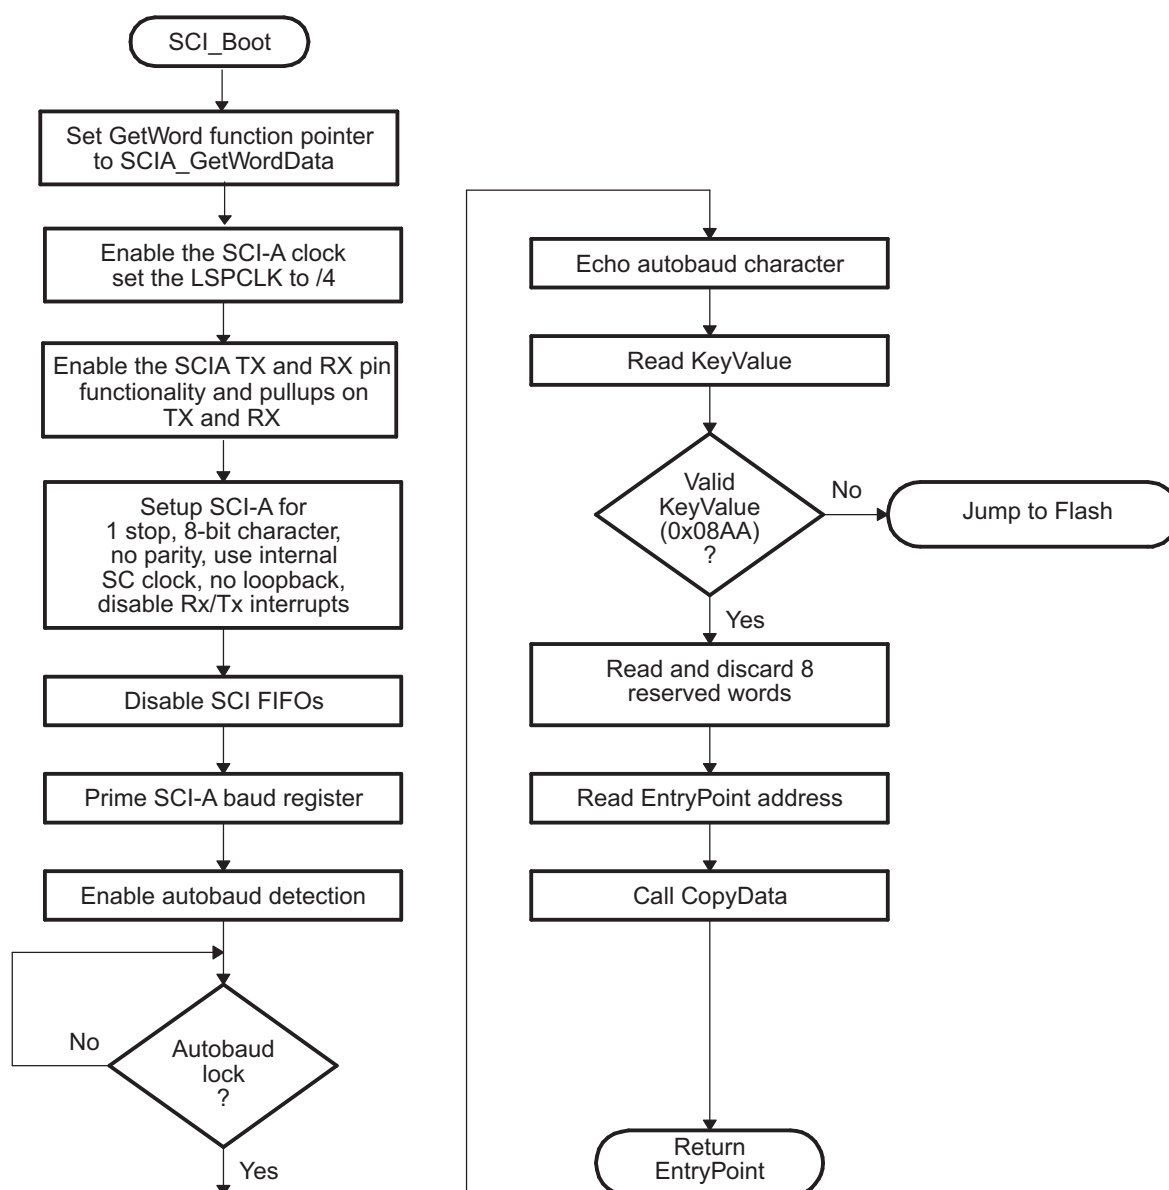 SCI_Boot
Set GetWord function pointer
to SCIA_GetWordData
Enable the SCI-A clock
set the LSPCLK to /4
Enable the SCIA TX and RX pin
functionality and pullups on
TX and RX
Setup SCI-A for
1 stop, 8-bit character,
no parity, use internal
SC clock, no loopback,
disable Rx/Tx interrupts
Disable SCI FIFOs
Prime SCI-A baud register
Enable autobaud detection
No
Autobaud
lock
?
Yes
Echo autobaud character
Read KeyValue
Valid
KeyValue
(0x08AA)
?
No
Jump to Flash
Yes
Read and discard 8
reserved words
Read EntryPoint address
Call CopyData
Return
EntryPoint